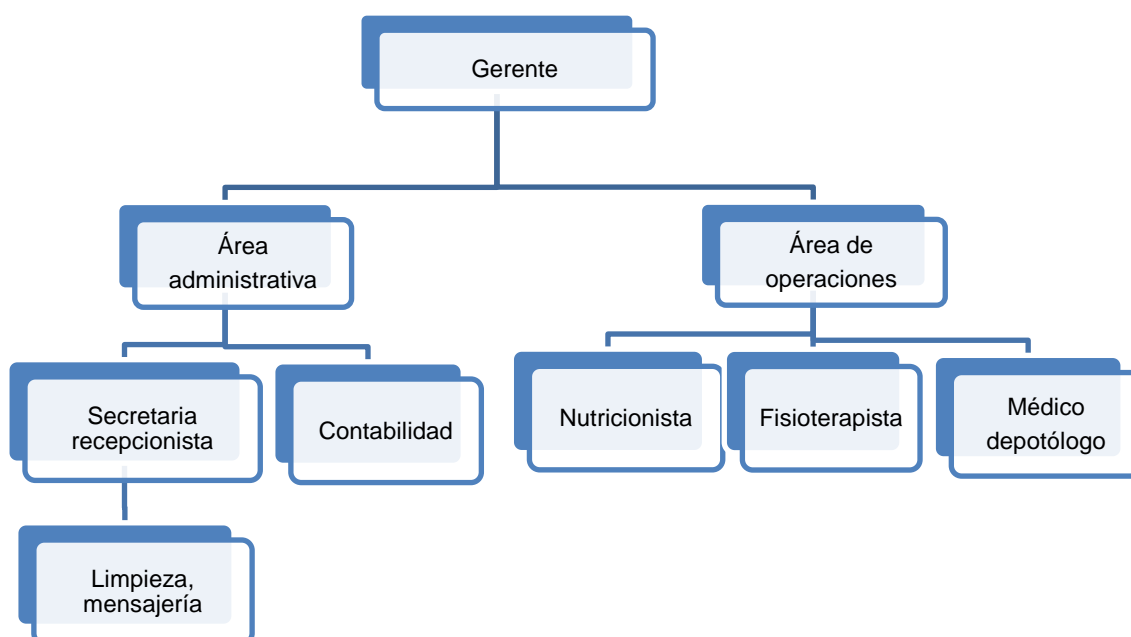 Gerente
Área
administrativa
Área de
operaciones
Secretaria
recepcionista
Contabilidad
Nutricionista
Fisioterapista
Médico
depotólogo
Limpieza,
mensajería